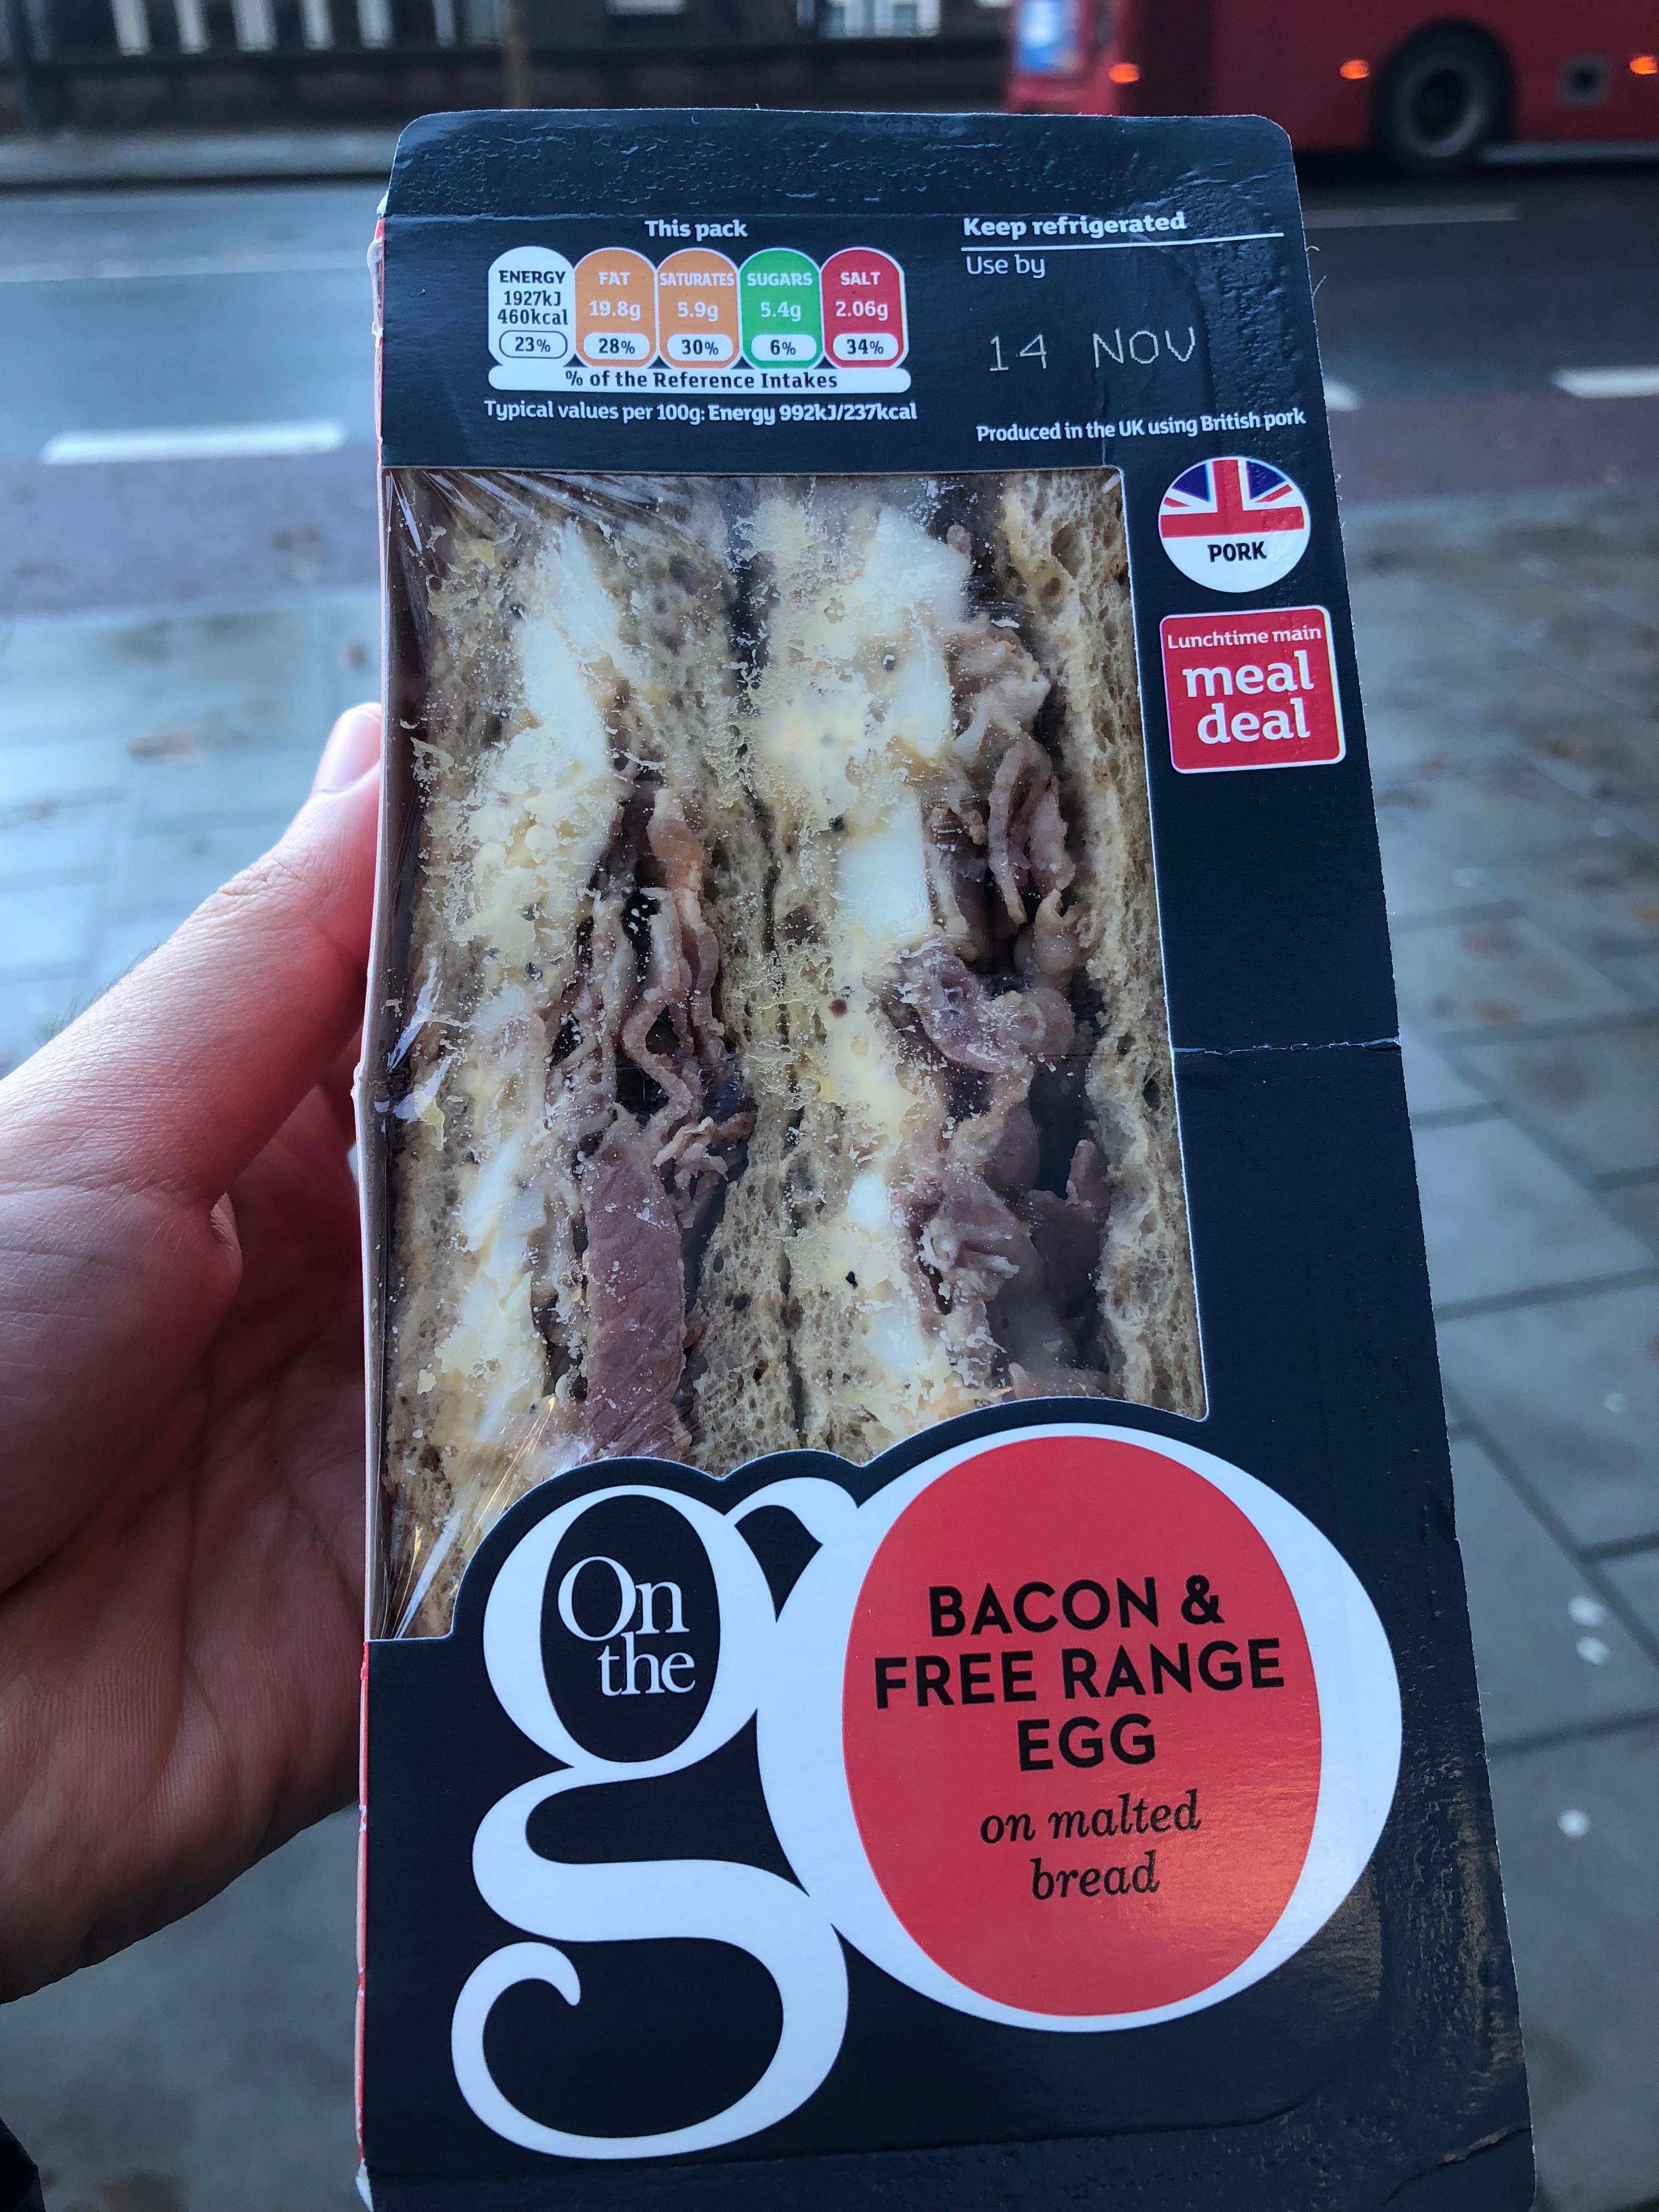 This pack
ENERGY
1927kJ
460kcal
23%
FAT
19.8g
28%
SATURATES
5.9g
30%
SUGARS
5.4g
6%
SALT
2.06g
34%
% of the Reference Intakes
Typical values per 100g: Energy 992kJ/237kcal
Keep refrigerated
Use by
14 NOV
Produced in the UK using British pork
PORK
Lunchtime main
meal
deal
On
the
go
BACON &
FREE RANGE
EGG
on malted
bread